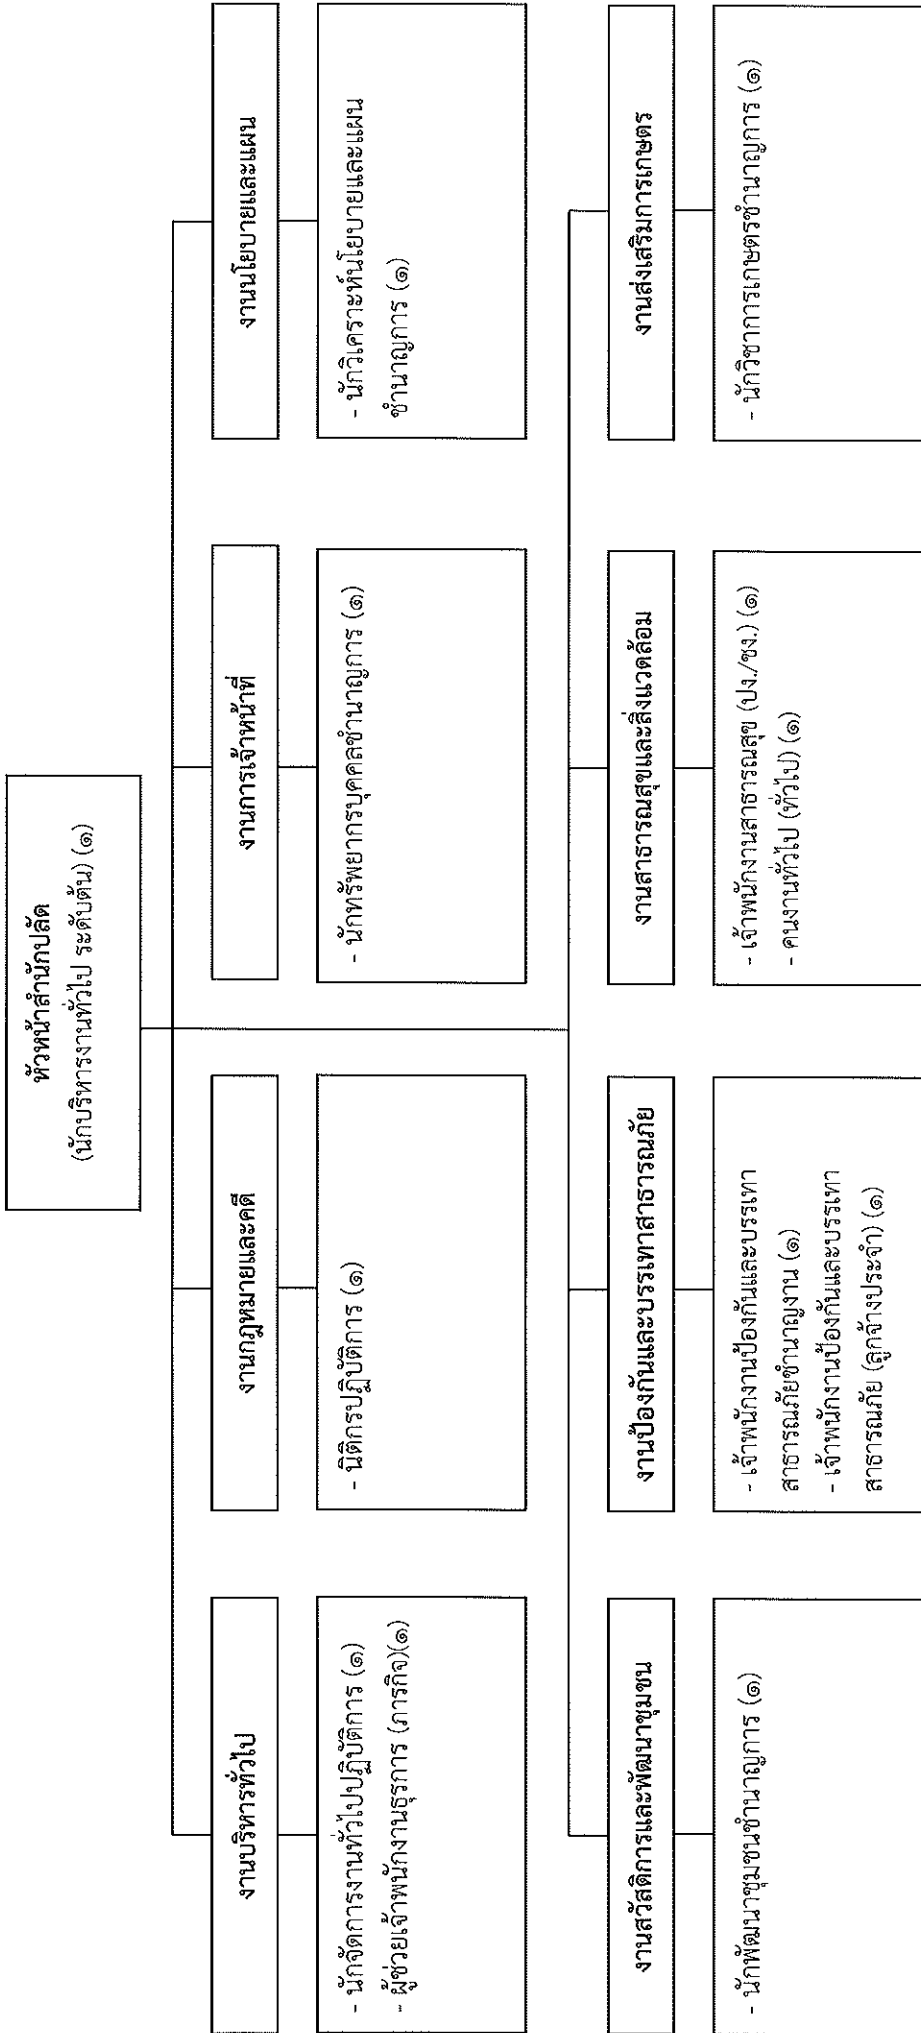 หัวหน้าสำนักปลัด
(นักบริหารงานทั่วไป ระดับต้น) (๑)
งานบริหารทั่วไป
- นักจัดการงานทั่วไปปฏิบัติการ (๑)
- ผู้ช่วยเจ้าพนักงานธุรการ (ภารกิจ)(๑)
งานกฎหมายและคดี
- นิติกรปฏิบัติการ (๑)
งานการเจ้าหน้าที่
- นักทรัพยากรบุคคลชำนาญการ (๑)
งานนโยบายและแผน
- นักวิเคราะห์นโยบายและแผน
ชำนาญการ (๑)
งานสวัสดิการและพัฒนาชุมชน
- นักพัฒนาชุมชนชำนาญการ (๑)
งานป้องกันและบรรเทาสาธารณภัย
- เจ้าพนักงานป้องกันและบรรเทา
สาธารณภัยชำนาญงาน (๑)
- เจ้าพนักงานป้องกันและบรรเทา
สาธารณภัย (ลูกจ้างประจำ) (๑)
งานสาธารณสุขและสิ่งแวดล้อม
- เจ้าพนักงานสาธารณสุข (ปง./ชง.) (๑)
- คนงานทั่วไป (ทั่วไป) (๑)
งานส่งเสริมการเกษตร
- นักวิชาการเกษตรชำนาญการ (๑)